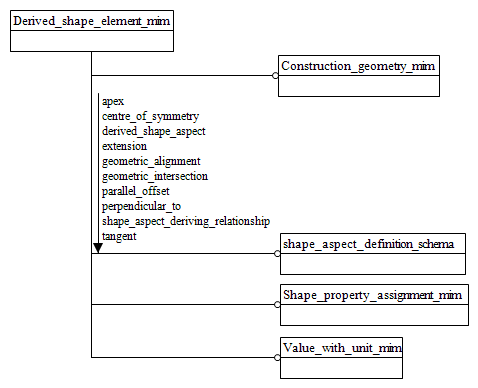 Derived_shape_element_mim
Construction_geometry_mim
apex
centre_of_symmetry
derived_shape_aspect
extension
geometric_alignment
geometric_intersection
parallel_offset
perpendicular_to
shape_aspect_deriving_relationship
tangent
shape_aspect_definition_schema
Shape_property_assignment_mim
Value_with_unit_mim